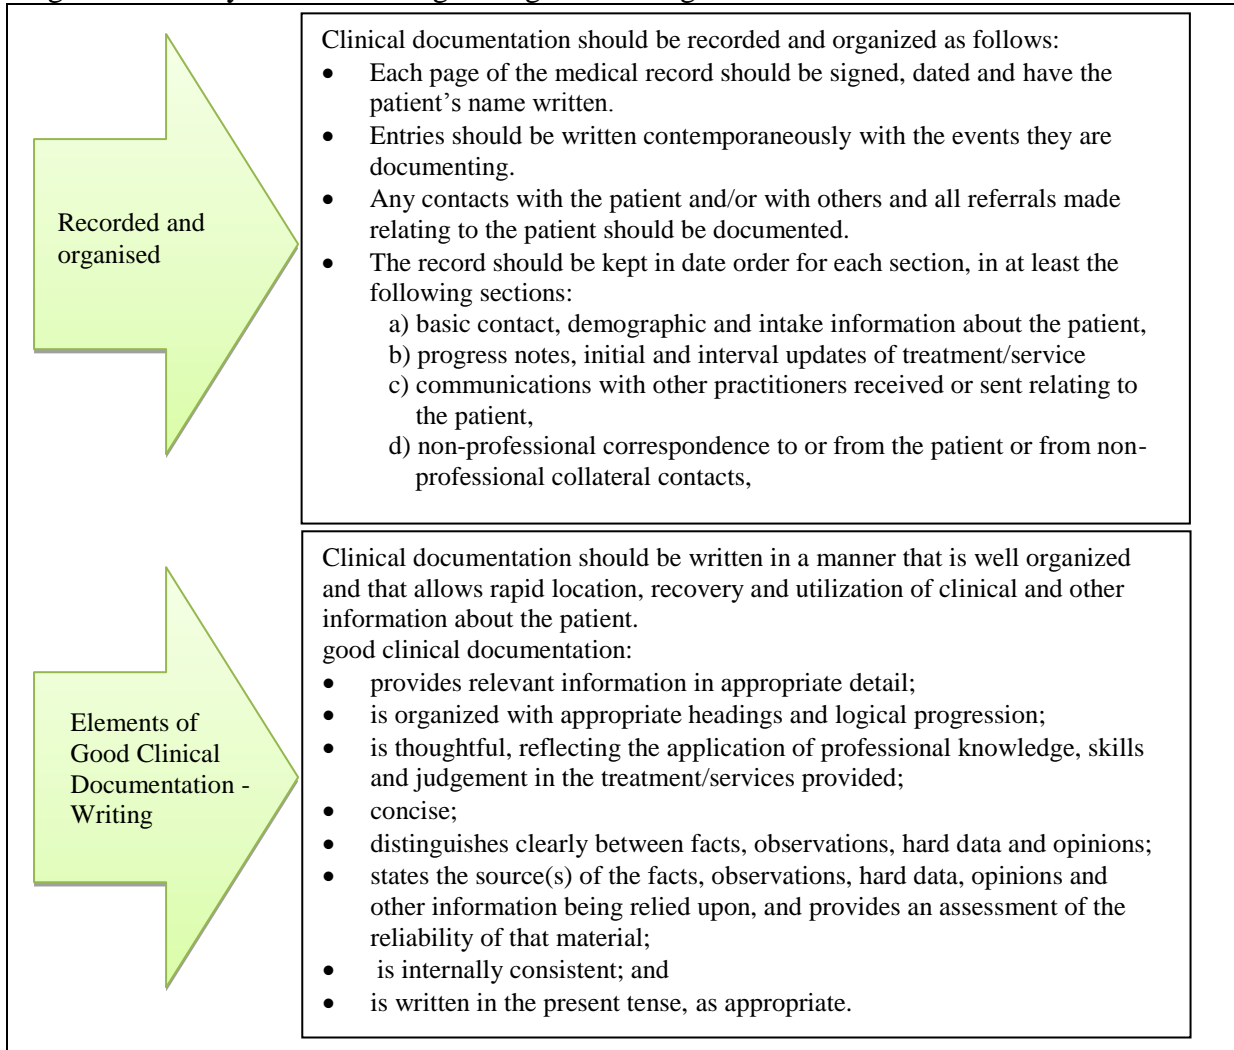 Clinical documentation should be recorded and organized as follows:
• Each page of the medical record should be signed, dated and have the
patient’s name written.
• Entries should be written contemporaneously with the events they are
documenting.
• Any contacts with the patient and/or with others and all referrals made
relating to the patient should be documented.
• The record should be kept in date order for each section, in at least the
following sections:
a) basic contact, demographic and intake information about the patient,
b) progress notes, initial and interval updates of treatment/service
c) communications with other practitioners received or sent relating to
the patient,
d) non-professional correspondence to or from the patient or from non-
professional collateral contacts,
Recorded and
organised
Clinical documentation should be written in a manner that is well organized
and that allows rapid location, recovery and utilization of clinical and other
information about the patient.
good clinical documentation:
• provides relevant information in appropriate detail;
• is organized with appropriate headings and logical progression;
• is thoughtful, reflecting the application of professional knowledge, skills
and judgement in the treatment/services provided;
• concise;
• distinguishes clearly between facts, observations, hard data and opinions;
• states the source(s) of the facts, observations, hard data, opinions and
other information being relied upon, and provides an assessment of the
reliability of that material;
• is internally consistent; and
• is written in the present tense, as appropriate.
Elements of
Good Clinical
Documentation -
Writing